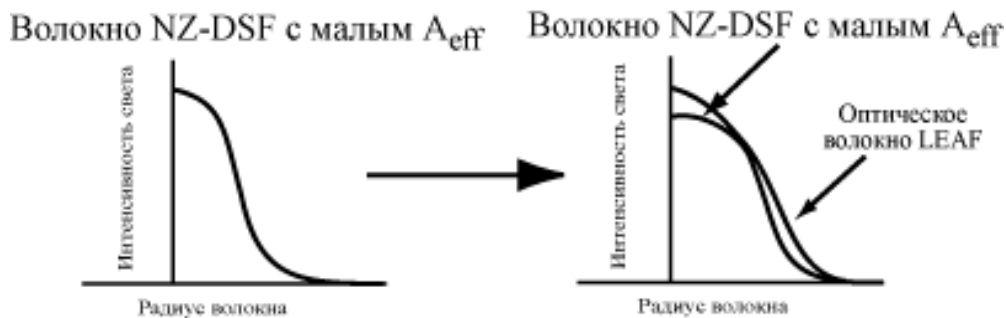 Волокно NZ-DSF с малым Aeff
Интенсивность света
Радиус волокна
Волокно NZ-DSF с малым Aeff
Интенсивность света
Оптическое
волокно LEAF
Радиус волокна